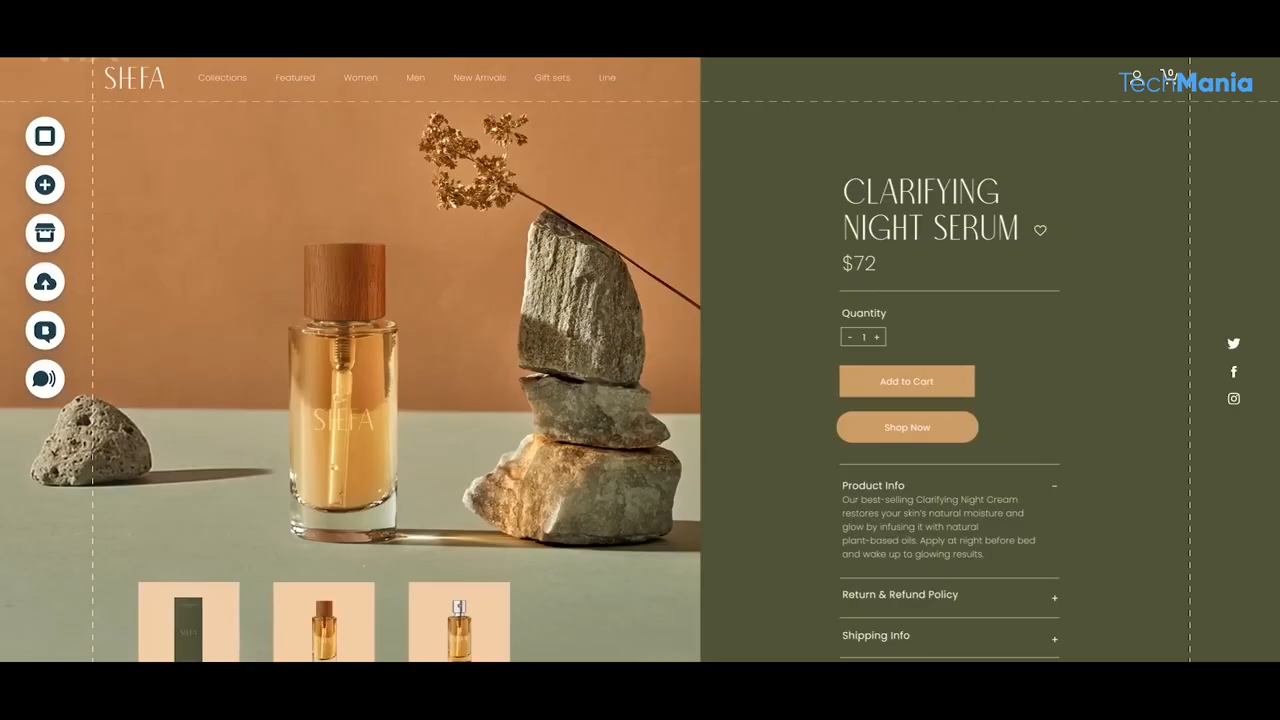 SIEFA
Collections
Featured
Women
Men
New Arrivals
Gift sets
Line
0
TechMania
CLARIFYING
NIGHT SERUM
$72
Quantity
- 1 +
Add to Cart
Shop Now
Product Info -
Our best-selling Clarifying Night Cream
restores your skin's natural moisture and
glow by infusing it with natural
plant-based oils. Apply at night before bed
and wake up to glowing results.
Return & Refund Policy +
Shipping Info +
SIEFA